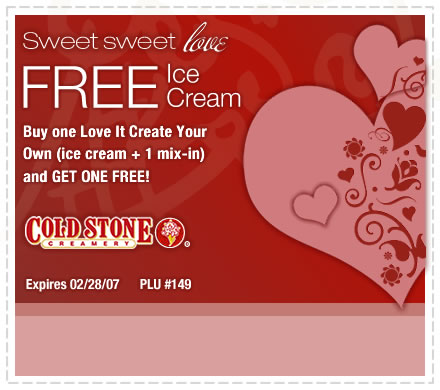 Sweet sweet love
FREE Ice
Cream
Buy one Love It Create Your
Own (ice cream + 1 mix-in)
and GET ONE FREE!
COLD STONE
CREAMERY
®
Expires 02/28/07 PLU #149